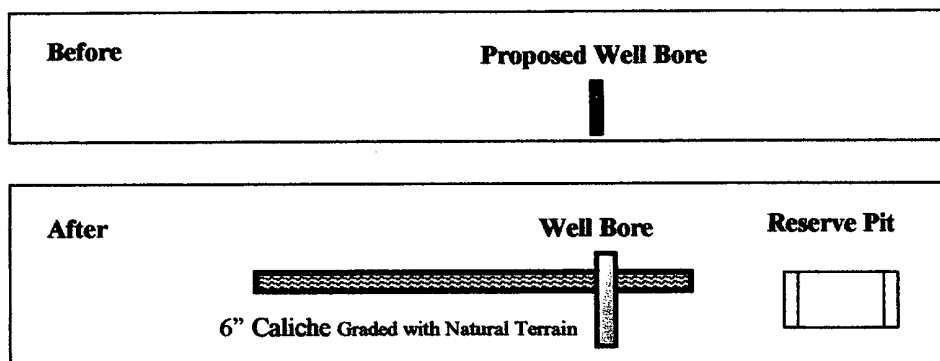 Before
Proposed Well Bore
After
Well Bore
Reserve Pit
6” Caliche Graded with Natural Terrain